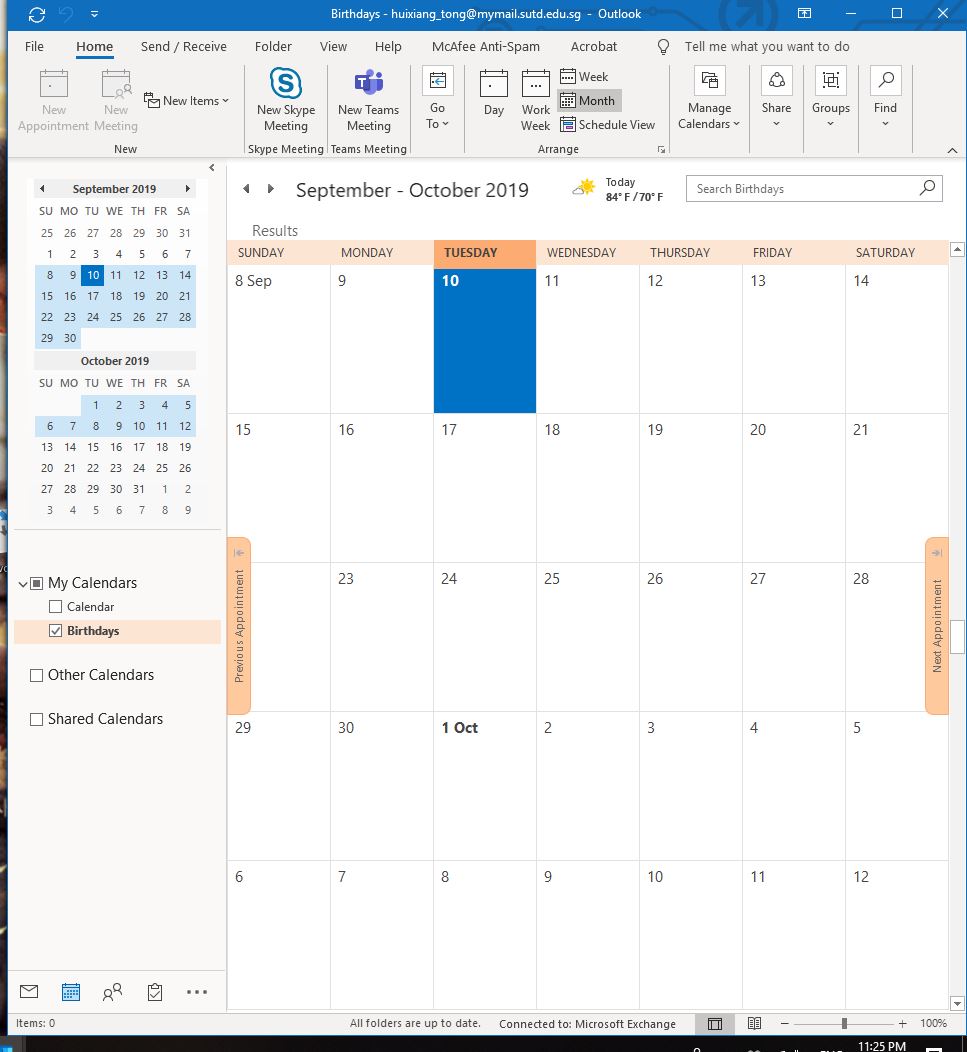 Birthdays - huixiang_tong@mymail.sutd.edu.sg - Outlook
File Home Send / Receive Folder View Help McAfee Anti-Spam Acrobat Tell me what you want to do
New Appointment
New Meeting
New Items
New Skype Meeting
New Teams Meeting
Go To
Day
Work Week
Week
Month
Schedule View
Manage Calendars
Share
Groups
Find
New Skype Meeting Teams Meeting Arrange
September 2019
SU MO TU WE TH FR SA
25 26 27 28 29 30 31
1 2 3 4 5 6 7
8 9 10 11 12 13 14
15 16 17 18 19 20 21
22 23 24 25 26 27 28
29 30
October 2019
SU MO TU WE TH FR SA
1 2 3 4 5
6 7 8 9 10 11 12
13 14 15 16 17 18 19
20 21 22 23 24 25 26
27 28 29 30 31 1 2
3 4 5 6 7 8 9
My Calendars
Calendar
Birthdays
Other Calendars
Shared Calendars
September - October 2019
Today
84° F / 70° F
Search Birthdays
Results
SUNDAY MONDAY TUESDAY WEDNESDAY THURSDAY FRIDAY SATURDAY
8 Sep 9 10 11 12 13 14
15 16 17 18 19 20 21
23 24 25 26 27 28
Previous Appointment
Next Appointment
29 30 1 Oct 2 3 4 5
6 7 8 9 10 11 12
Items: 0 All folders are up to date. Connected to: Microsoft Exchange 100%
11:25 PM